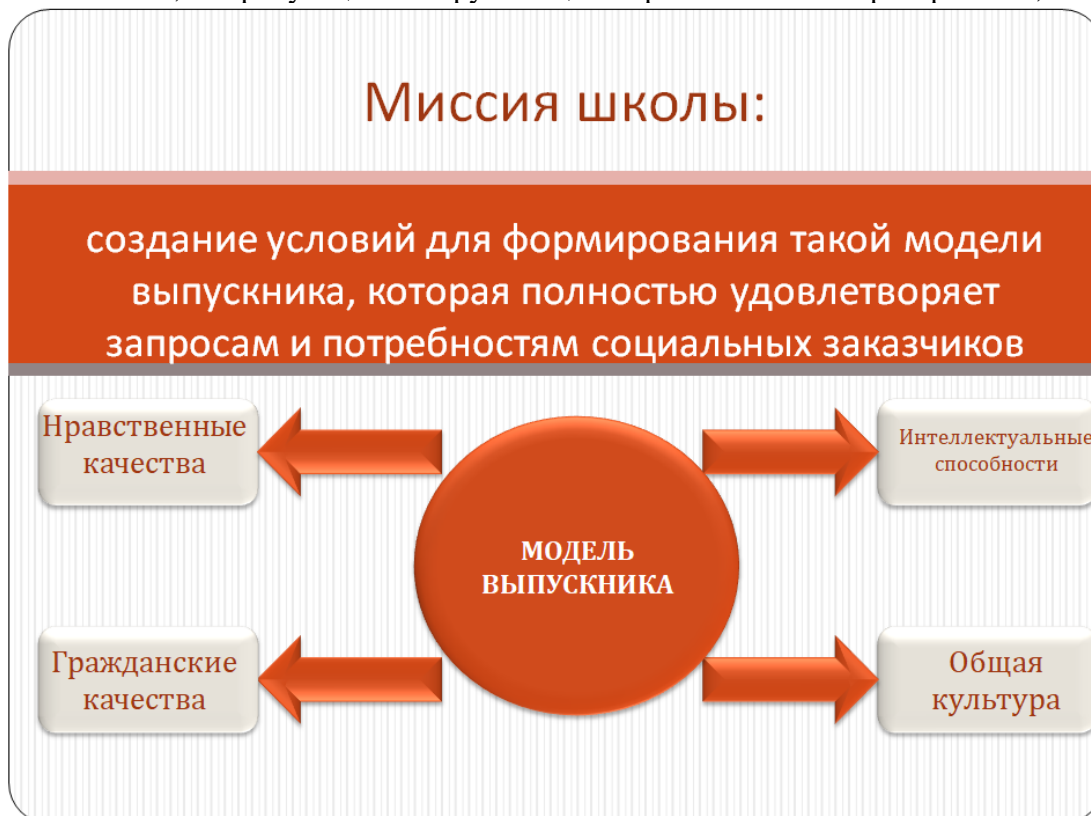 Миссия школы:
создание условий для формирования такой модели
выпускника, которая полностью удовлетворяет
запросам и потребностям социальных заказчиков
Нравственные
качества
Интеллектуальные
способности
МОДЕЛЬ
ВЫПУСКНИКА
Гражданские
качества
Общая
культура